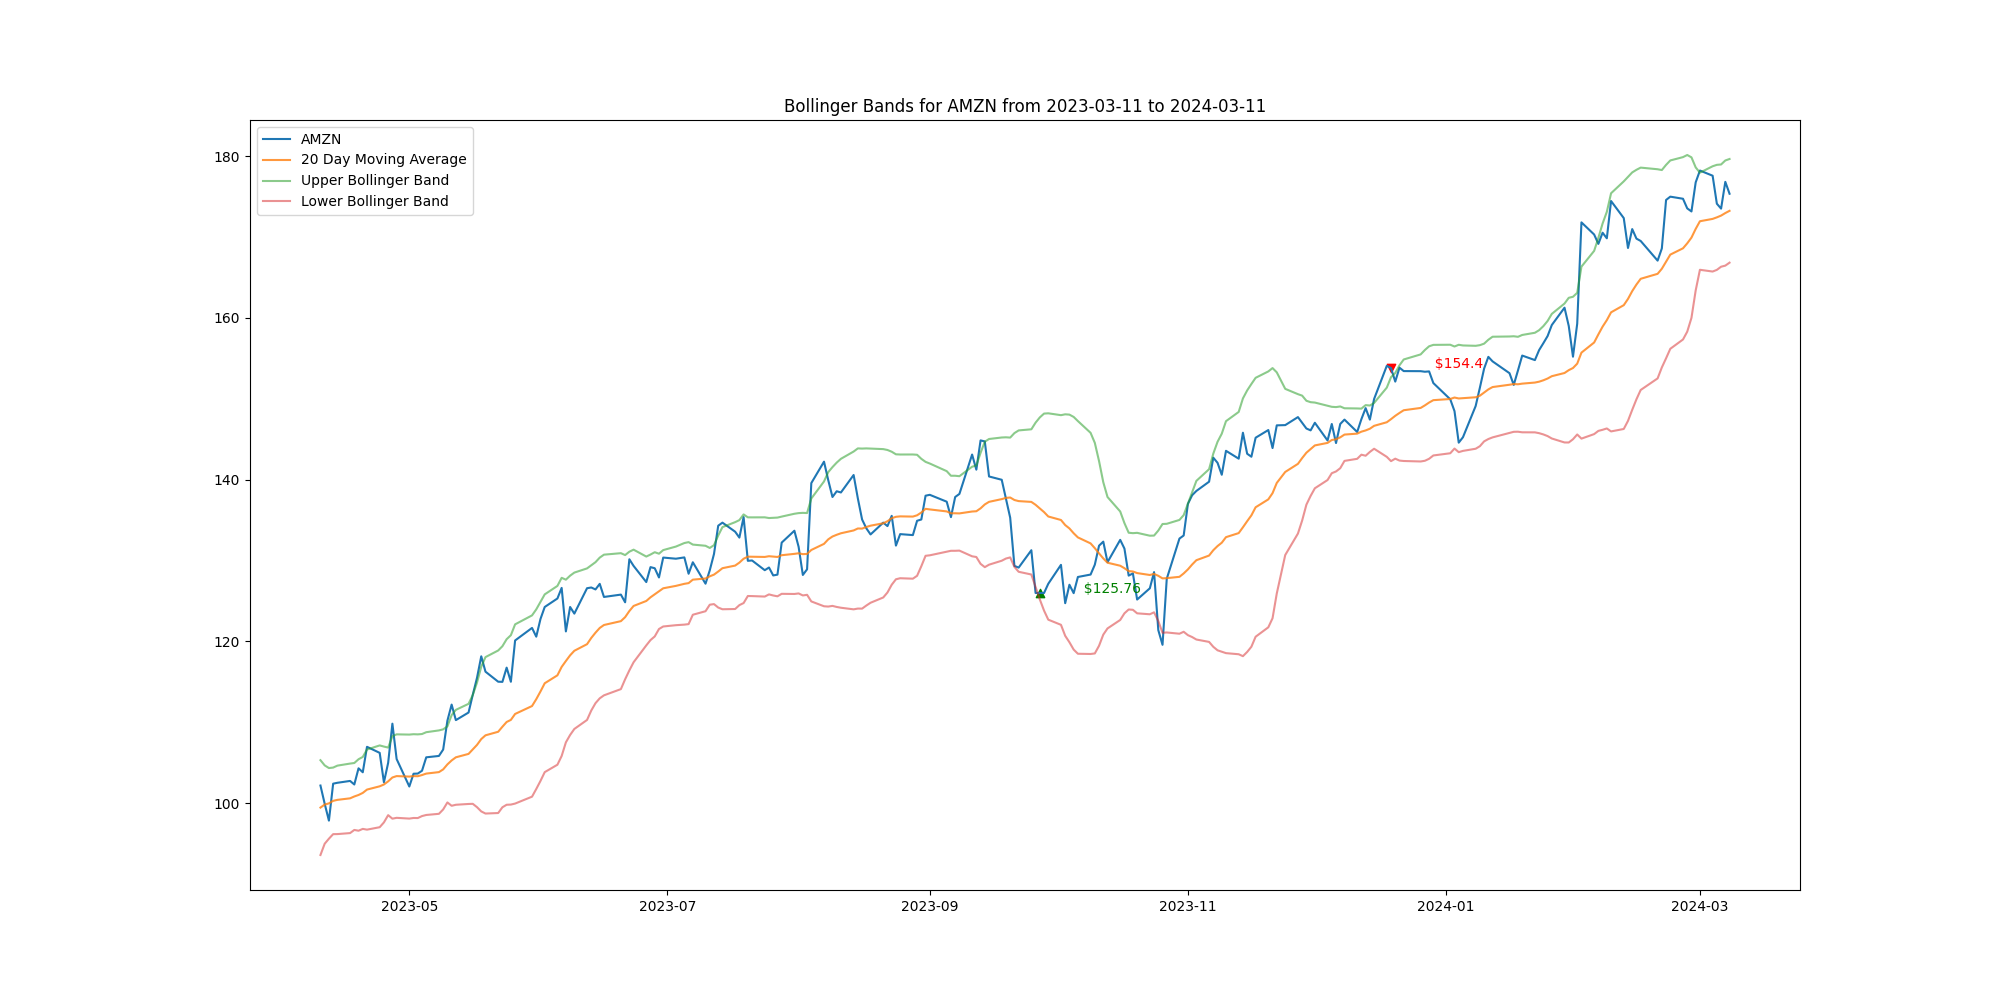 Bollinger Bands for AMZN from 2023-03-11 to 2024-03-11
AMZN
20 Day Moving Average
Upper Bollinger Band
Lower Bollinger Band
180
160
140
120
100
$154.4
$125.76
2023-05
2023-07
2023-09
2023-11
2024-01
2024-03